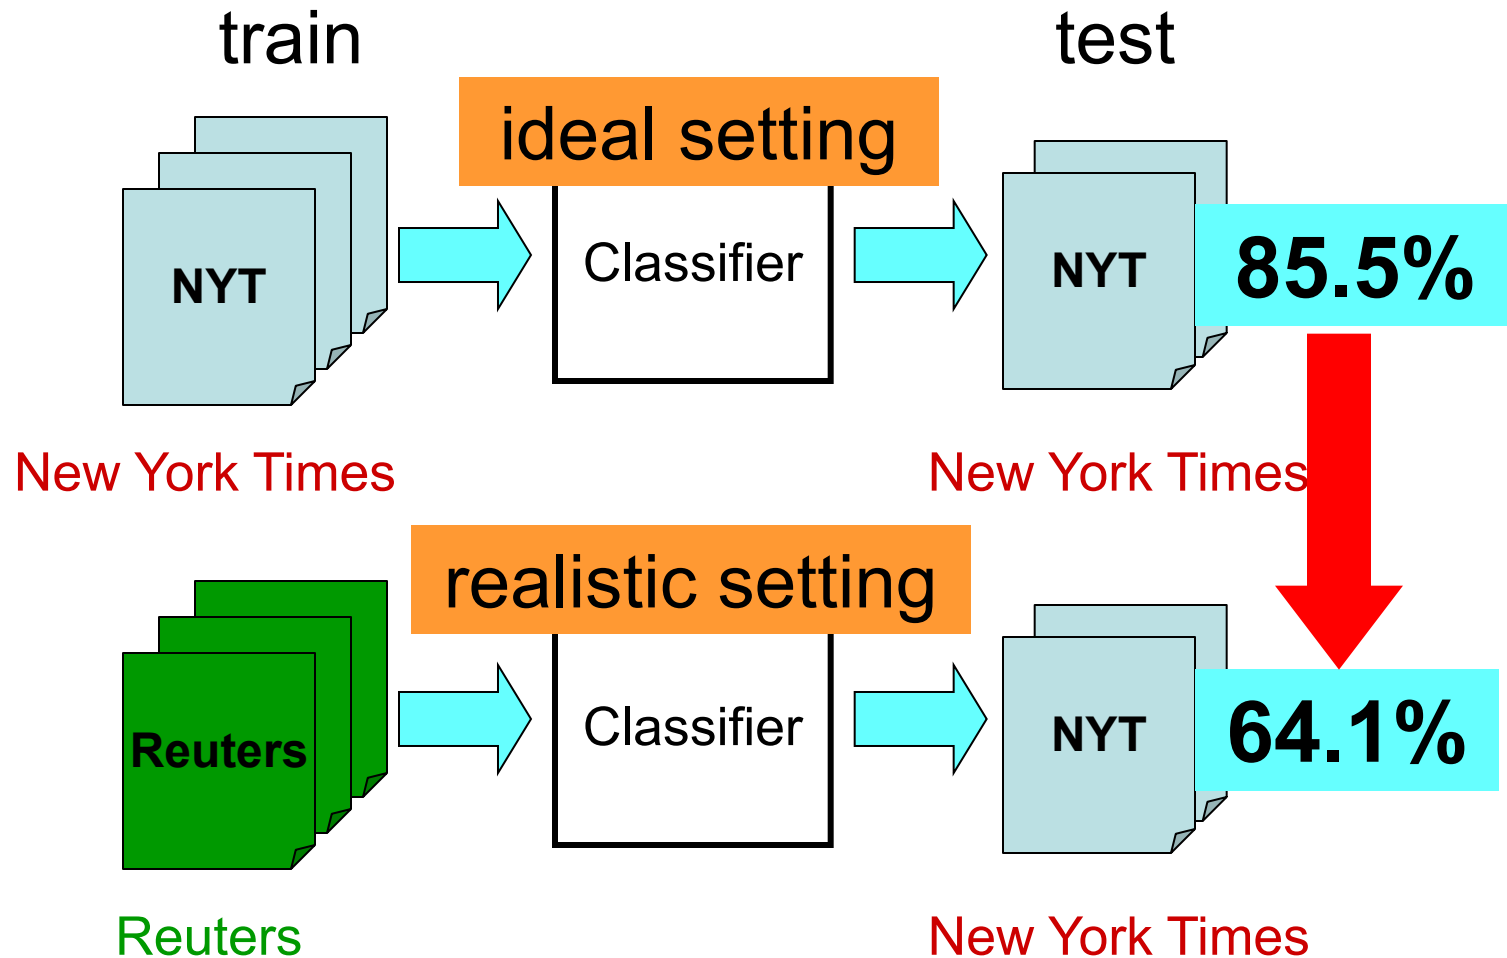 train
test
ideal setting
NYT
Classifier
NYT
85.5%
New York Times
New York Times
realistic setting
Reuters
Classifier
NYT
64.1%
Reuters
New York Times